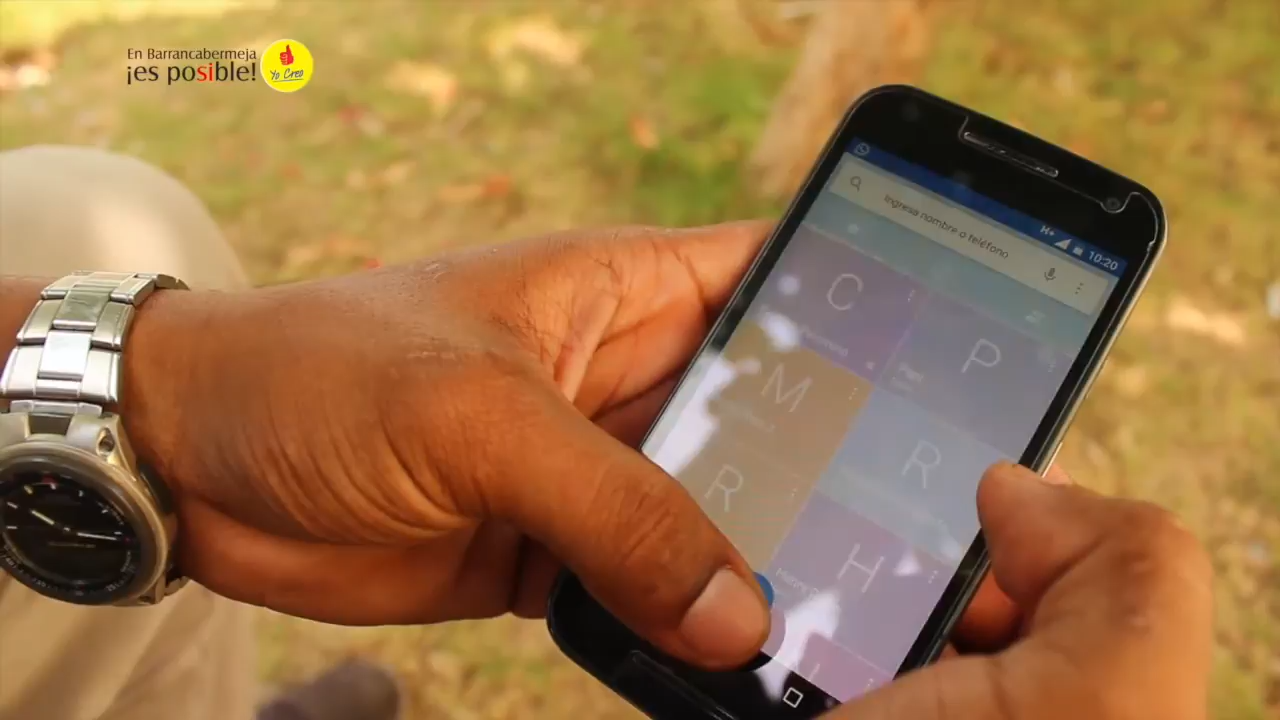 En Barrancabermeja
¡es posible!
Yo Creo
H+ 10:20
Ingresa nombre o teléfono
C
P
M
R
R
H